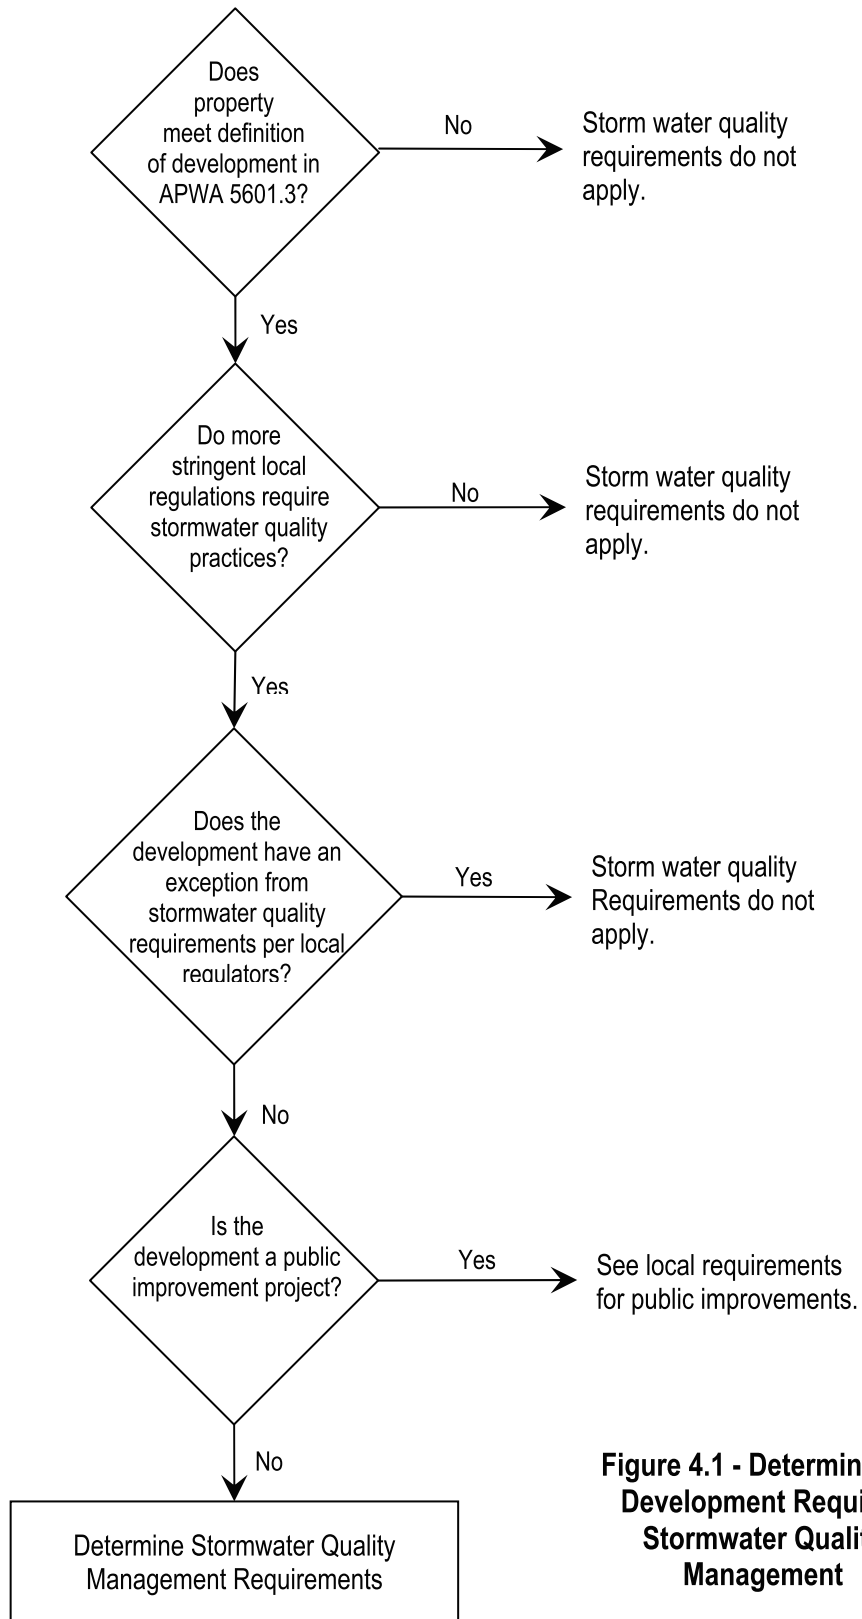 Does
property
meet definition
of development in
APWA 5601.3?
No
Storm water quality
requirements do not
apply.
Yes
Do more
stringent local
regulations require
stormwater quality
practices?
No
Storm water quality
requirements do not
apply.
Yes
Does the
development have an
exception from
stormwater quality
requirements per local
regulators?
Yes
Storm water quality
Requirements do not
apply.
No
Is the
development a public
improvement project?
Yes
See local requirements
for public improvements.
No
Determine Stormwater Quality
Management Requirements
Figure 4.1 - Determin
Development Requi
Stormwater Quali
Management